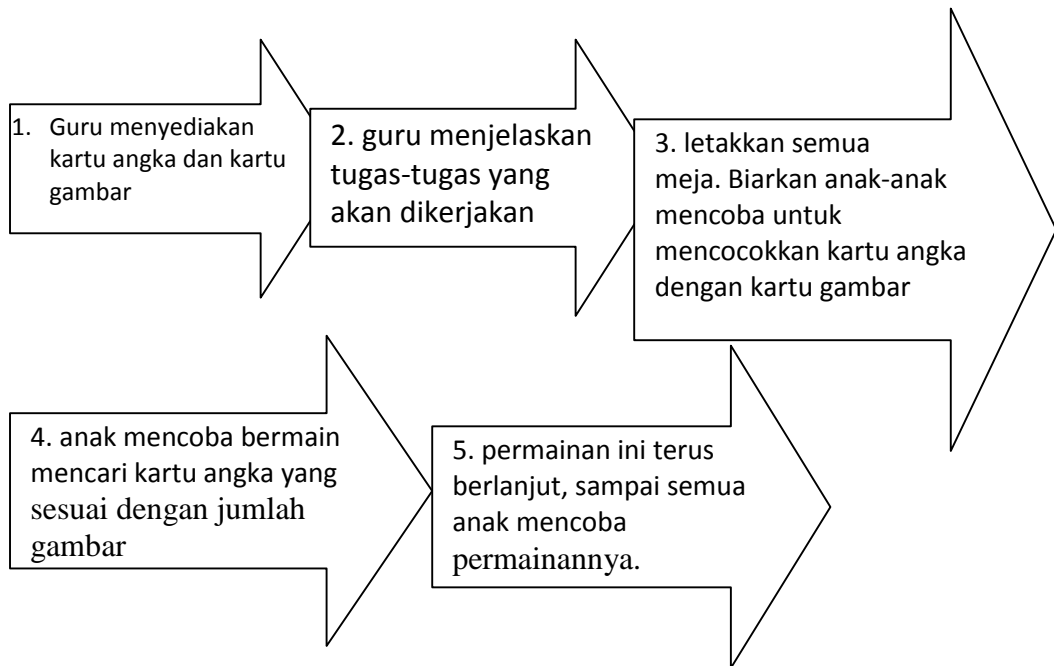 1. Guru menyediakan
kartu angka dan kartu
gambar
2. guru menjelaskan
tugas-tugas yang
akan dikerjakan
3. letakkan semua
meja. Biarkan anak-anak
mencoba untuk
mencocokkan kartu angka
dengan kartu gambar
4. anak mencoba bermain
mencari kartu angka yang
sesuai dengan jumlah
gambar
5. permainan ini terus
berlanjut, sampai semua
anak mencoba
permainannya.